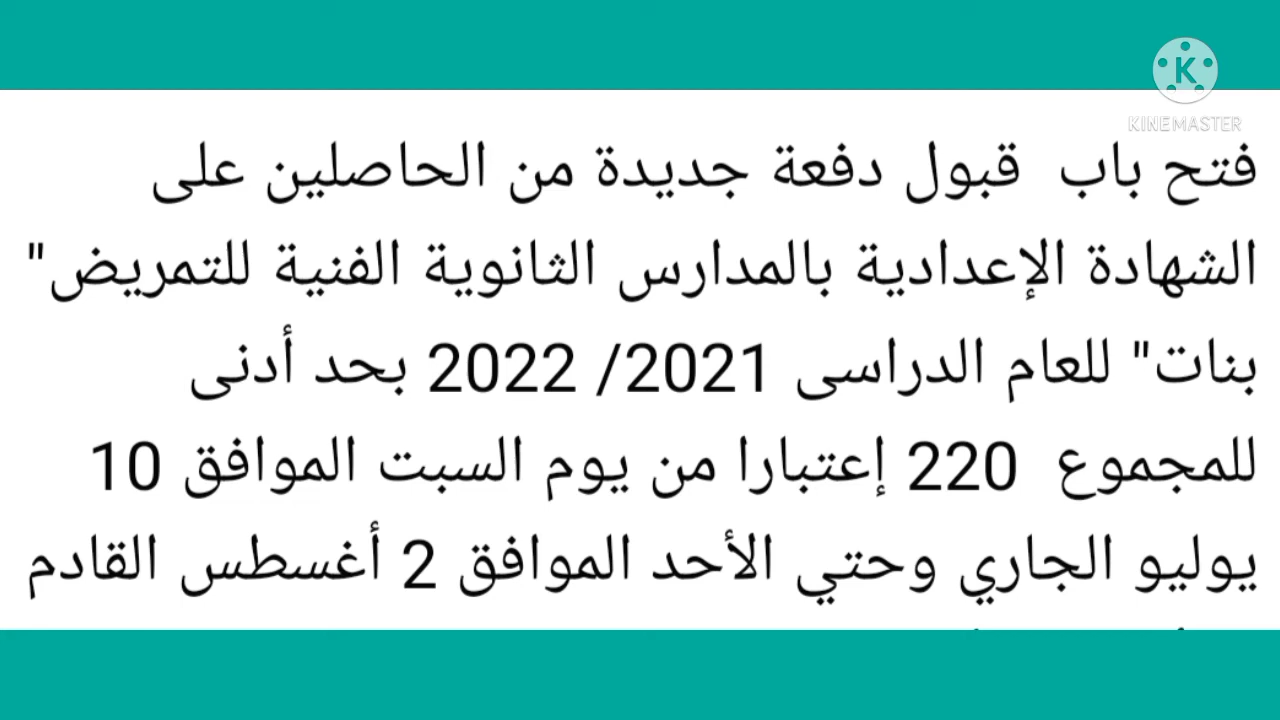 KINEMASTER
فتح باب قبول دفعة جديدة من الحاصلين على
الشهادة الإعدادية بالمدارس الثانوية الفنية للتمريض"
بنات" للعام الدراسى 2021/ 2022 بحد أدنى
للمجموع 220 إعتبارا من يوم السبت الموافق 10
يوليو الجاري وحتي الأحد الموافق 2 أغسطس القادم